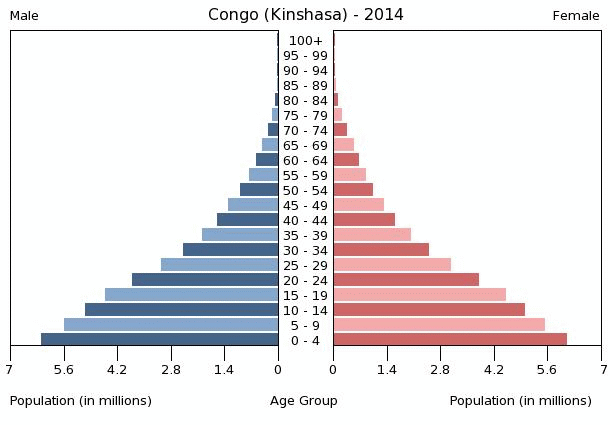 Male Congo (Kinshasa) - 2014 Female
100+
95 - 99
90 - 94
85 - 89
80 - 84
75 - 79
70 - 74
65 - 69
60 - 64
55 - 59
50 - 54
45 - 49
40 - 44
35 - 39
30 - 34
25 - 29
20 - 24
15 - 19
10 - 14
5 - 9
0 - 4
7 5.6 4.2 2.8 1.4 0 0 1.4 2.8 4.2 5.6 7
Population (in millions) Age Group Population (in millions)